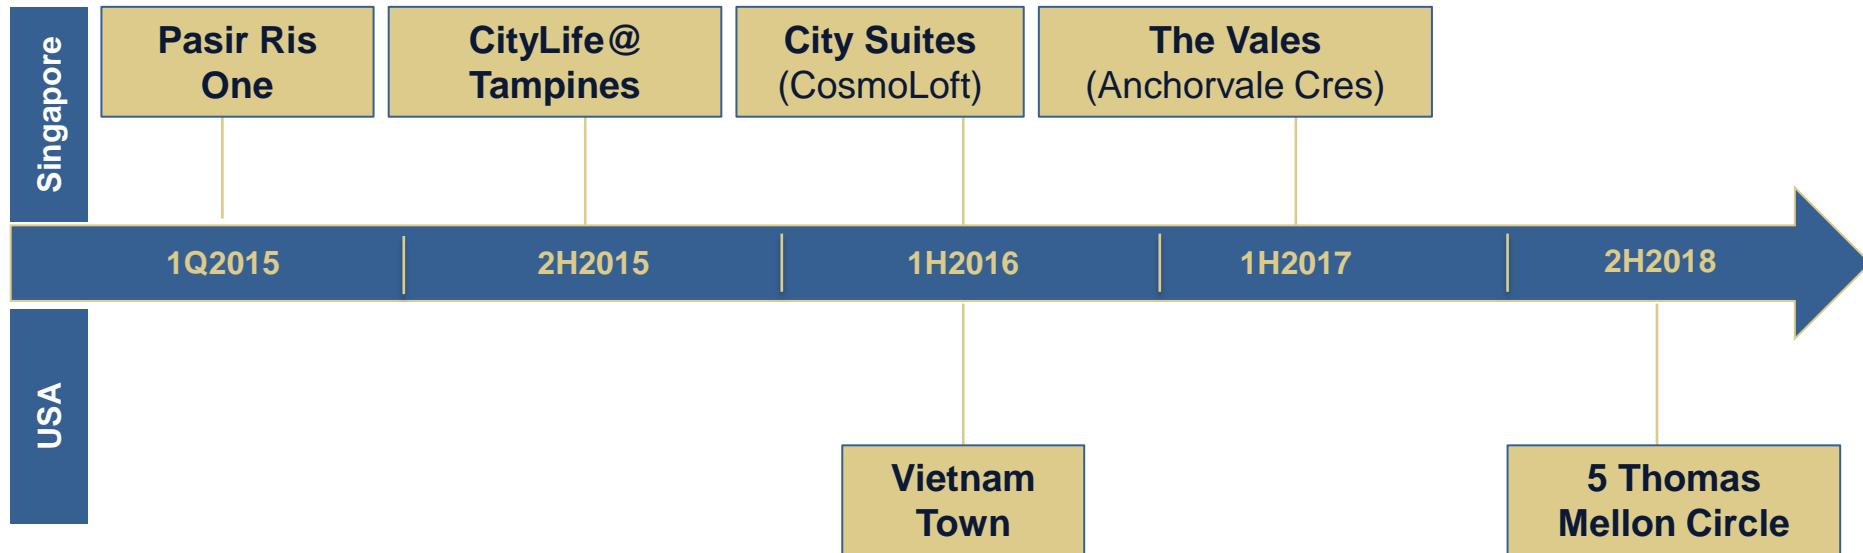 Singapore
Pasir Ris
One
CityLife@
Tampines
City Suites
(CosmoLoft)
The Vales
(Anchorvale Cres)
1Q2015
2H2015
1H2016
1H2017
2H2018
USA
Vietnam
Town
5 Thomas
Mellon Circle